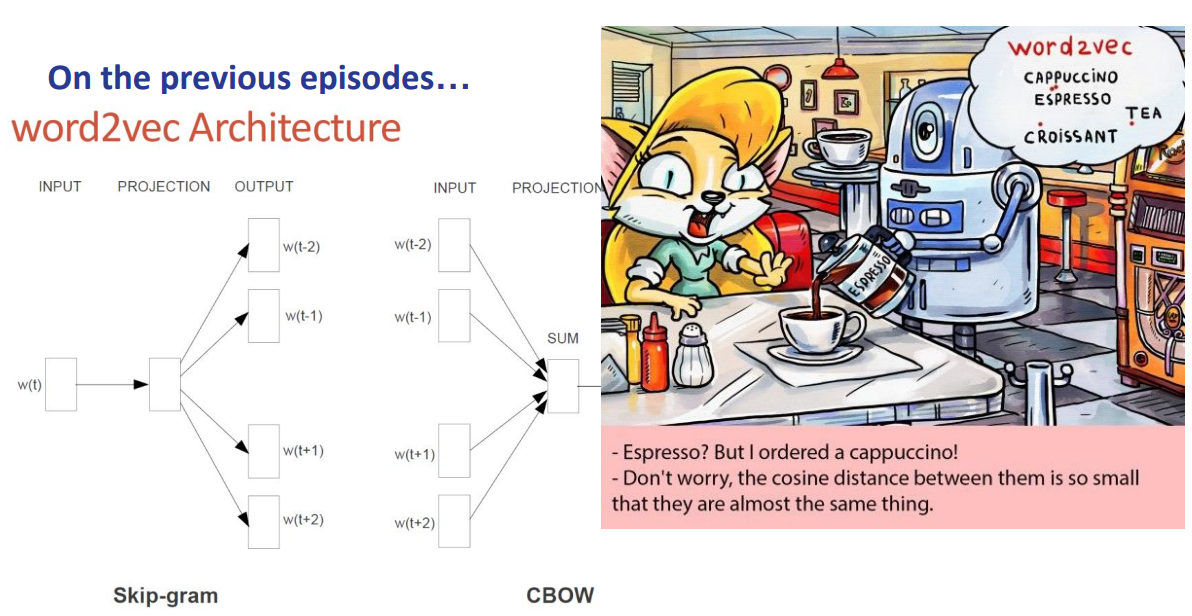 On the previous episodes…
word2vec Architecture
INPUT PROJECTION OUTPUT
w(t-2)
w(t-1)
w(t)
w(t+1)
w(t+2)
Skip-gram
INPUT PROJECTION
w(t-2)
w(t-1)
SUM
w(t+1)
w(t+2)
CBOW
word2vec
CAPPUCCINO
ESPRESSO
TEA
CROISSANT
ESPRESSO
- Espresso? But I ordered a cappuccino!
- Don't worry, the cosine distance between them is so small
that they are almost the same thing.